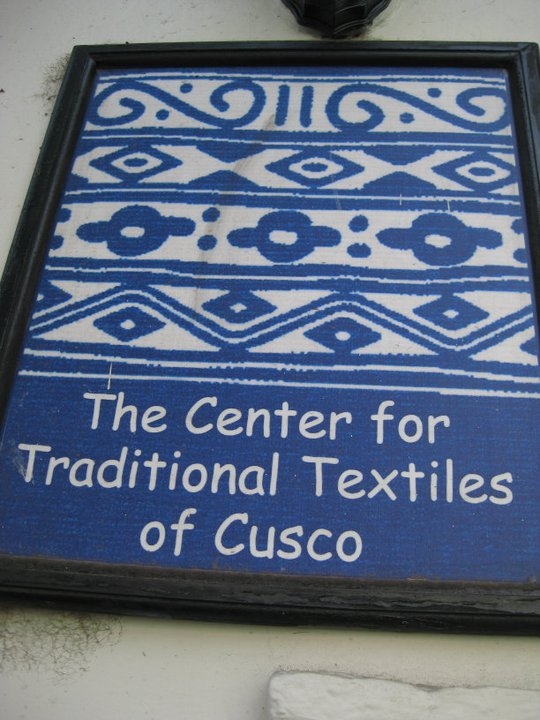 The Center for
Traditional Textiles
of Cusco